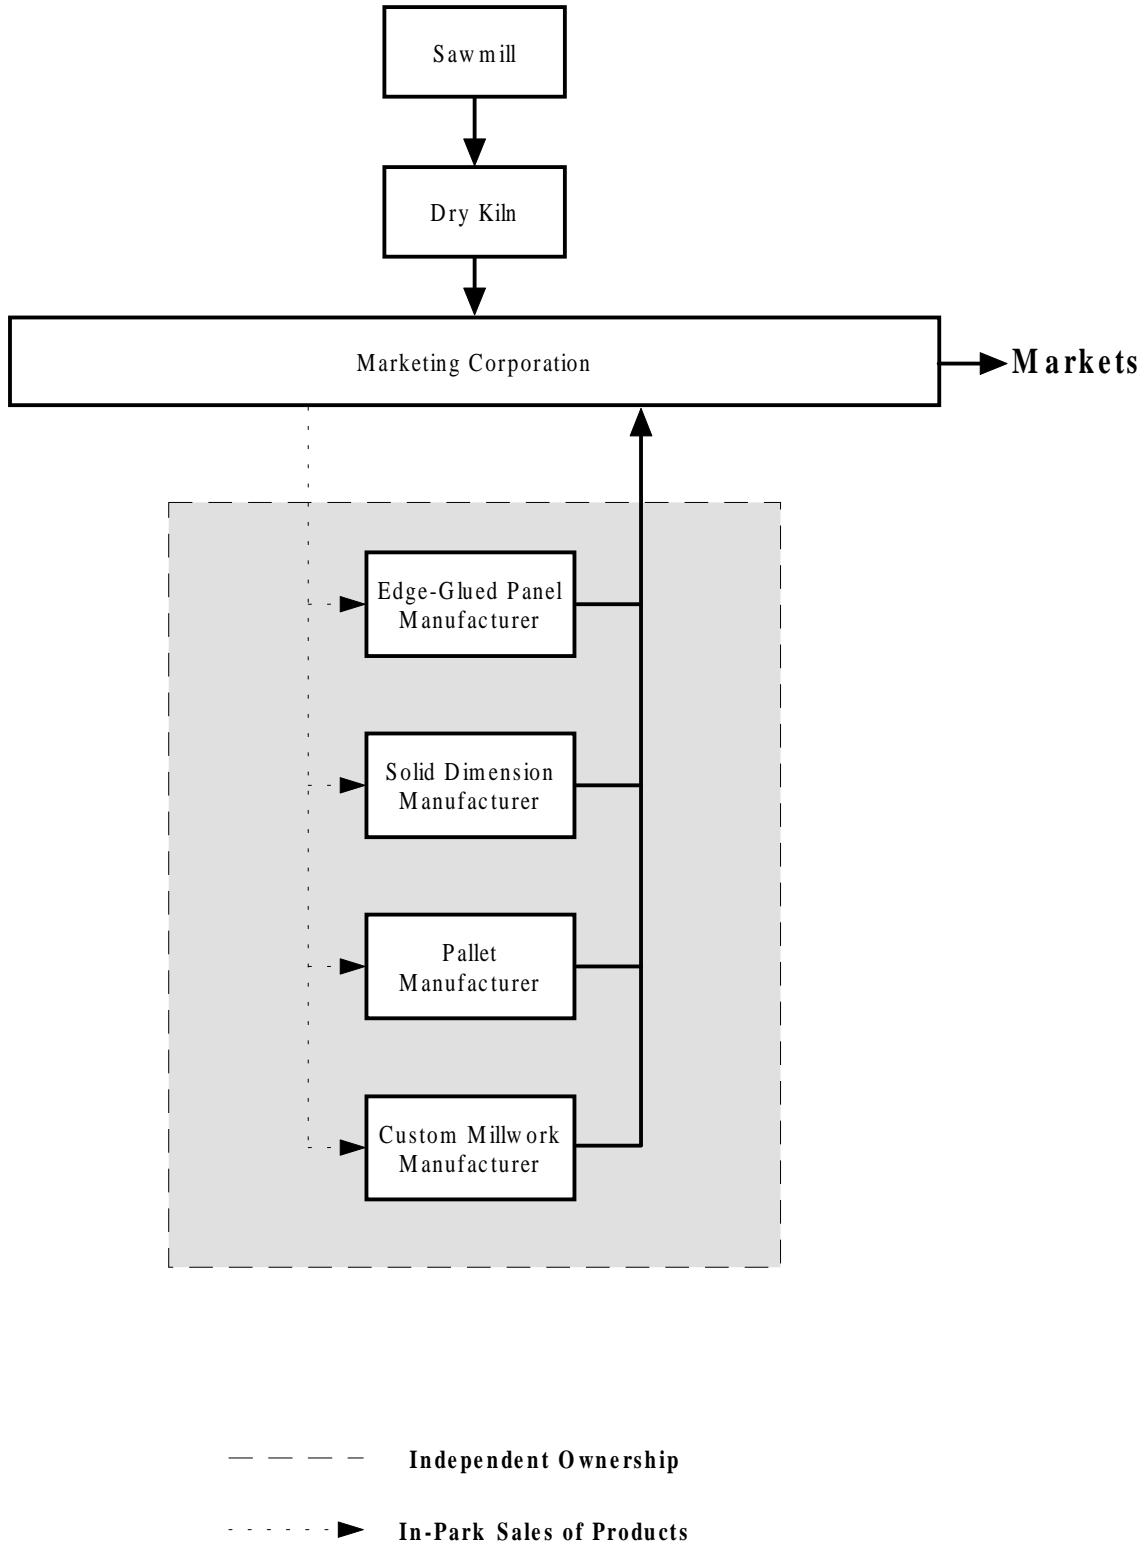 Sawmill
Dry Kiln
Marketing Corporation
Markets
Edge-Glued Panel
Manufacturer
Solid Dimension
Manufacturer
Pallet
Manufacturer
Custom Millwork
Manufacturer
Independent Ownership
In-Park Sales of Products